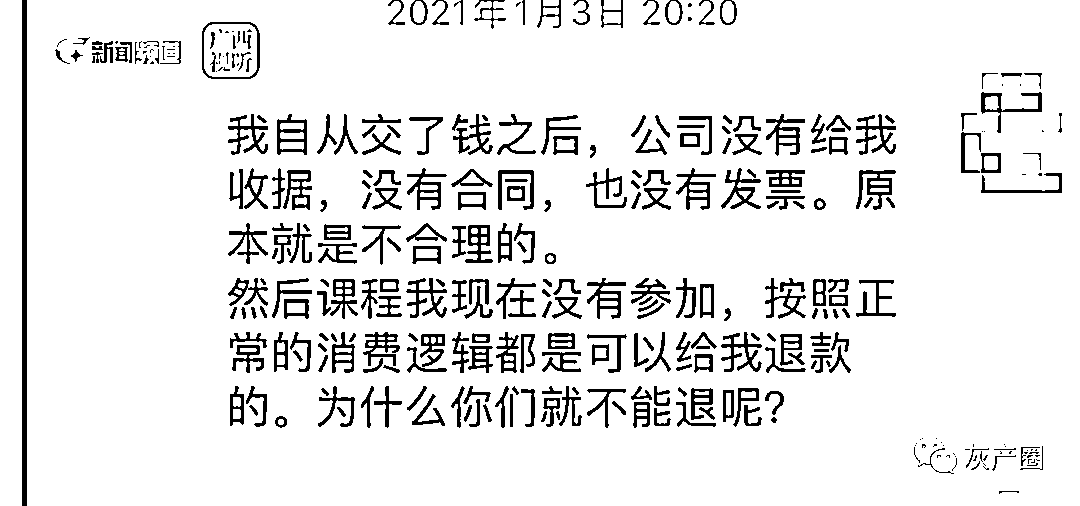 2021年1月3日 20:20
新闻频道
广西
视听
我自从交了钱之后，公司没有给我
收据，没有合同，也没有发票。原
本就是不合理的。
然后课程我现在没有参加，按照正
常的消费逻辑都是可以给我退款
的。为什么你们就不能退呢？
灰产圈